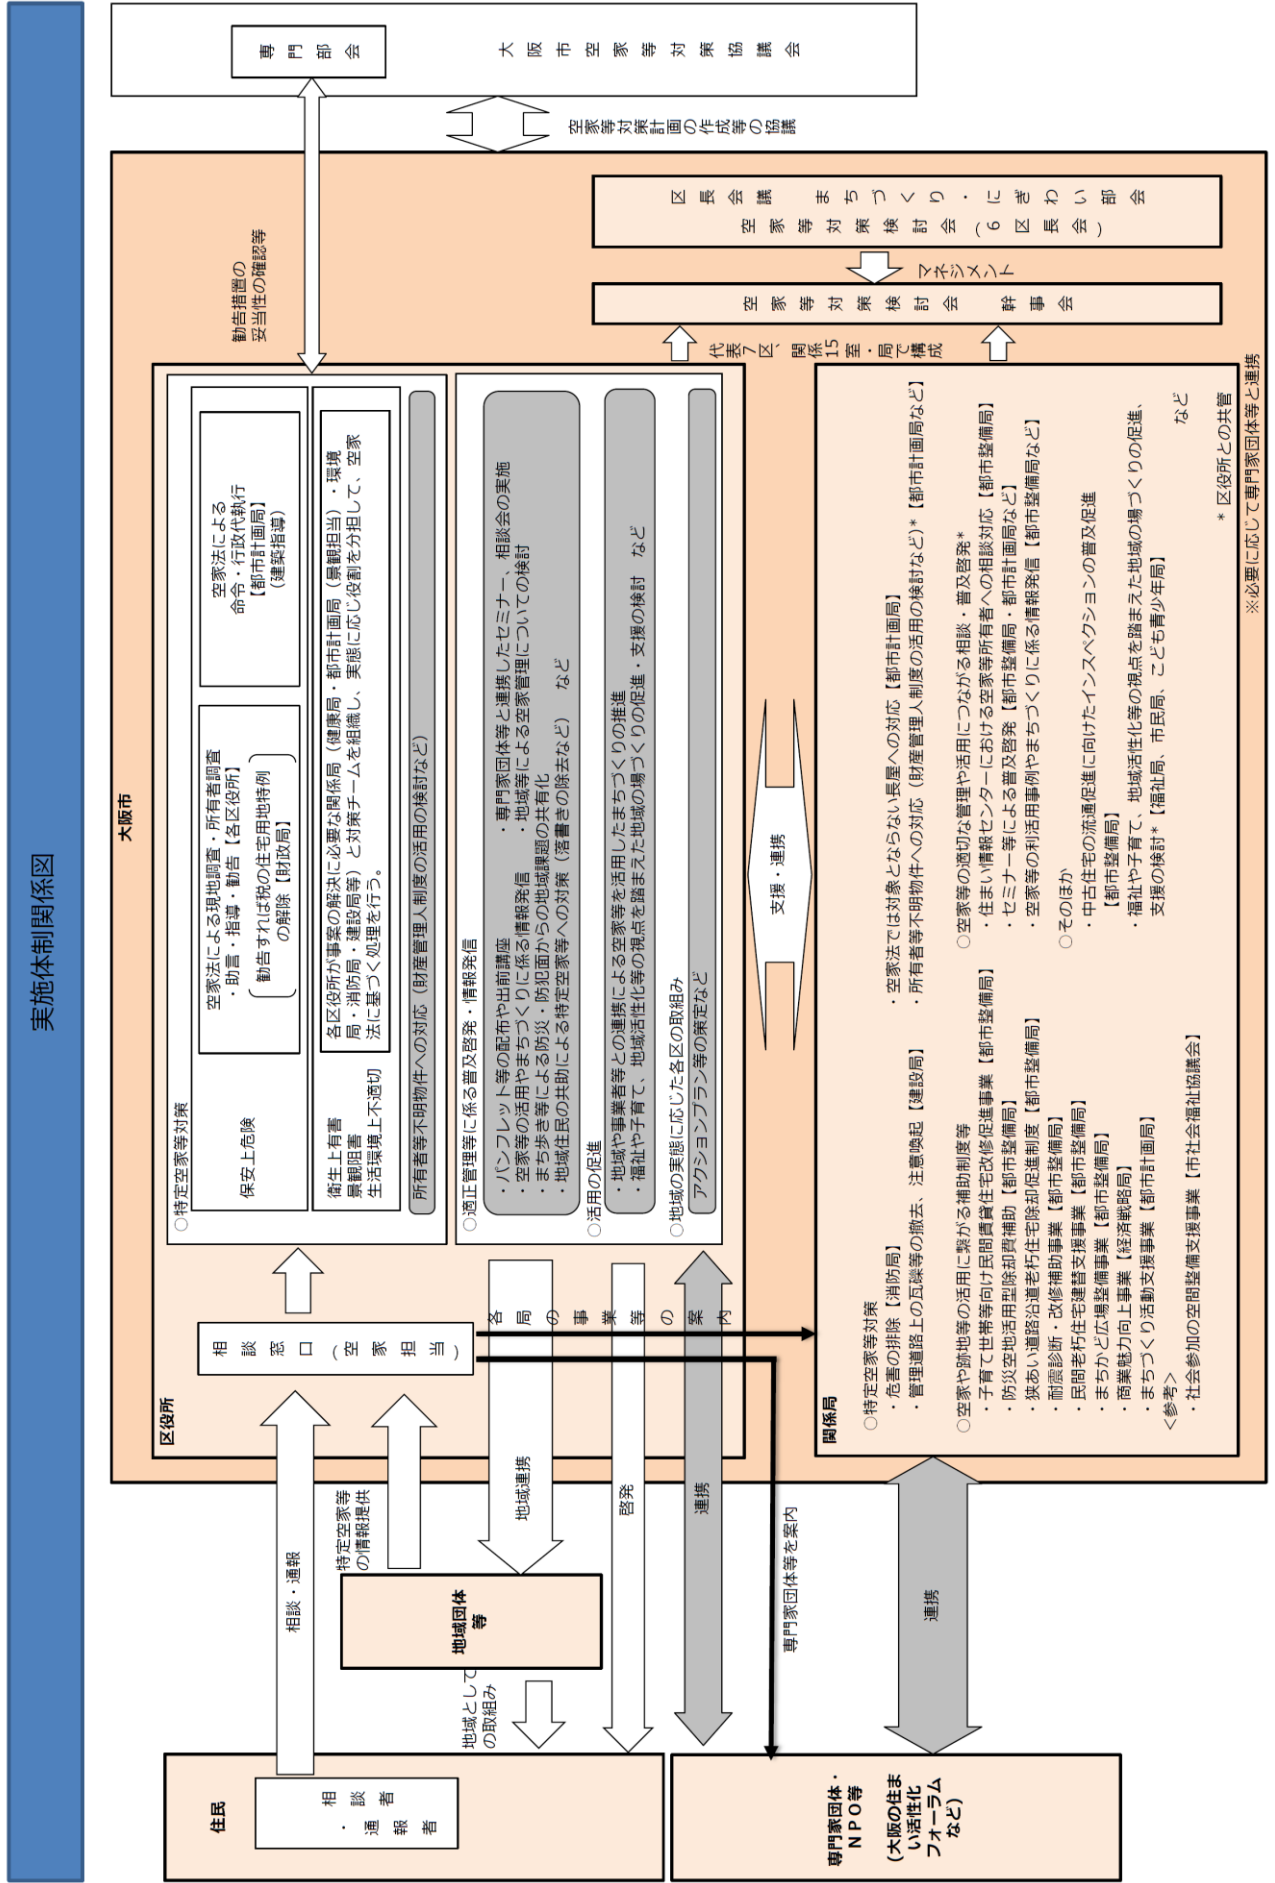 実施体制関係図
住民
相談者
・
通報者
専門家団体・
ＮＰＯ等
(大阪の住ま
い活性化
フォーラム
など)
相談・通報
特定空家等
の情報提供
地域団体
等
地域として
の取組み
地域連携
啓発
連携
専門家団体等を案内
連携
大阪市
区役所
相談窓口（空家担当）
各局の事業等の案内
○特定空家等対策
保安上危険
空家法による現地調査・所有者調査
・助言・指導・勧告【各区役所】
勧告すれば税の住宅用地特例
の解除【財政局】
空家法による
命令・行政代執行
【都市計画局】
（建築指導）
衛生上有害
景観阻害
生活環境上不適切
各区役所が事案の解決に必要な関係局（健康局・都市計画局（景観担当）・環境
局・消防局・建設局等）と対策チームを組織し、実態に応じ役割を分担して、空家
法に基づく処理を行う。
所有者等不明物件への対応（財産管理人制度の活用の検討など）
○適正管理等に係る普及啓発・情報発信
・パンフレット等の配布や出前講座　・専門家団体等と連携したセミナー、相談会の実施
・空家等の活用やまちづくりに係る情報発信　・地域等による空家管理についての検討
・まち歩き等による防災・防犯面からの地域課題の共有化
・地域住民の共助による特定空家等への対策（落書きの除去など）　など
○活用の促進
・地域や事業者等との連携による空家等を活用したまちづくりの推進
・福祉や子育て、地域活性化等の視点を踏まえた地域の場づくりの促進・支援の検討　など
○地域の実態に応じた各区の取組み
アクションプラン等の策定など
支援・連携
関係局
○特定空家等対策
・危害の排除【消防局】
・管理道路上の瓦礫等の撤去、注意喚起【建設局】
・空家法では対象とならない長屋への対応【都市計画局】
・所有者等不明物件への対応（財産管理人制度の活用の検討など）*【都市計画局など】
○空家や跡地等の活用に繋がる補助制度等
・子育て世帯等向け民間賃貸住宅改修促進事業【都市整備局】
・防災空地活用型除却費補助【都市整備局】
・狭あい道路沿道老朽住宅除却促進制度【都市整備局】
・耐震診断・改修補助事業【都市整備局】
・民間老朽住宅建替支援事業【都市整備局】
・まちかど広場整備事業【都市整備局】
・商業魅力向上事業【経済戦略局】
・まちづくり活動支援事業【都市計画局】
＜参考＞
・社会参加の空間整備支援事業【市社会福祉協議会】
○空家等の適切な管理や活用につながる相談・普及啓発*
・住まい情報センターにおける空家等所有者への相談対応【都市整備局】
・セミナー等による普及啓発【都市整備局・都市計画局など】
・空家等の利活用事例やまちづくりに係る情報発信【都市整備局など】
○そのほか
・中古住宅の流通促進に向けたインスペクションの普及促進
【都市整備局】
・福祉や子育て、地域活性化等の視点を踏まえた地域の場づくりの促進、
支援の検討*【福祉局、市民局、こども青少年局】
など
* 区役所との共管
※必要に応じて専門家団体等と連携
代表７区、関係15室・局で構成
空家等対策検討会　幹事会
マネジメント
区長会議　まちづくり・にぎわい部会
空家等対策検討会（６区長会）
勧告措置の
妥当性の確認等
空家等対策計画の作成等の協議
専門部会
大阪市空家等対策協議会